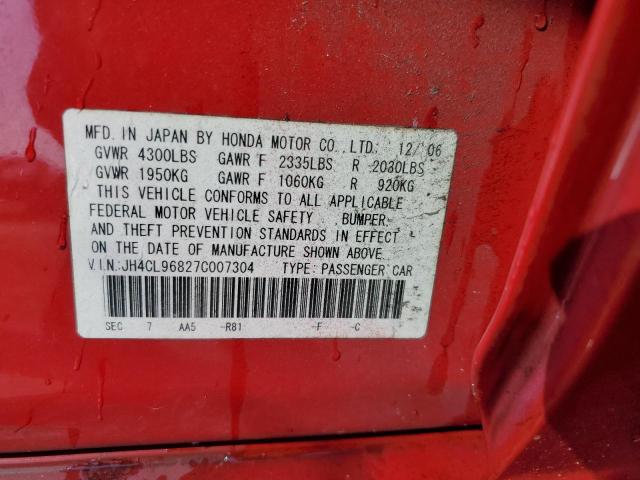 MFD. IN JAPAN BY HONDA MOTOR CO., LTD. 12/06
GVWR 4300LBS GAWR F 2335LBS R 2030LBS
GVWR 1950KG GAWR F 1060KG R 920KG
THIS VEHICLE CONFORMS TO ALL APPLICABLE
FEDERAL MOTOR VEHICLE SAFETY, BUMPER,
AND THEFT PREVENTION STANDARDS IN EFFECT
ON THE DATE OF MANUFACTURE SHOWN ABOVE.
V.I.N.:JH4CL96827C007304 TYPE: PASSENGER CAR
SEC 7 AA5 -R81 -F -C